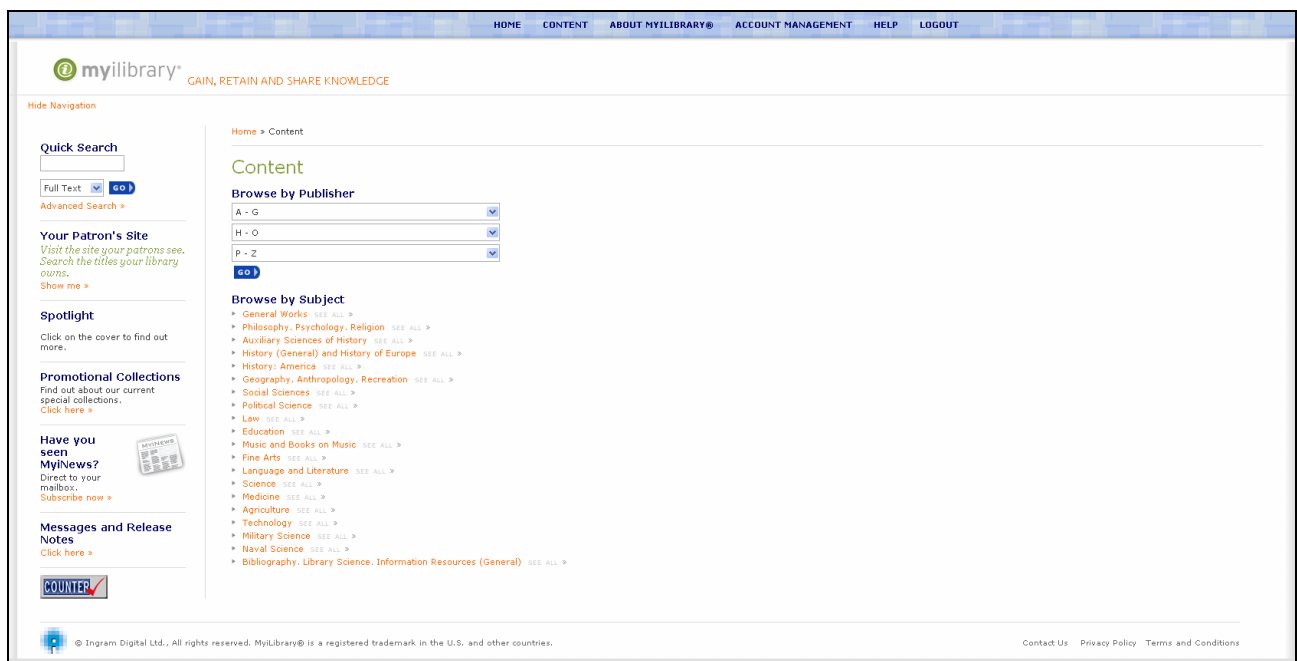 HOME CONTENT ABOUT MYILIBRARY® ACCOUNT MANAGEMENT HELP LOGOUT
myilibrary® GAIN, RETAIN AND SHARE KNOWLEDGE
Hide Navigation
Quick Search
Full Text GO
Advanced Search »
Your Patron's Site
Visit the site your patrons see.
Search the titles your library
owns.
Show me »
Spotlight
Click on the cover to find out
more.
Promotional Collections
Find out about our current
special collections.
Click here »
Have you
seen
MyiNews?
MYINEWS
Direct to your
mailbox.
Subscribe now »
Messages and Release
Notes
Click here »
COUNTER
Home » Content
Content
Browse by Publisher
A - G
H - O
P - Z
GO
Browse by Subject
General Works SEE ALL »
Philosophy. Psychology. Religion SEE ALL »
Auxiliary Sciences of History SEE ALL »
History (General) and History of Europe SEE ALL »
History: America SEE ALL »
Geography. Anthropology. Recreation SEE ALL »
Social Sciences SEE ALL »
Political Science SEE ALL »
Law SEE ALL »
Education SEE ALL »
Music and Books on Music SEE ALL »
Fine Arts SEE ALL »
Language and Literature SEE ALL »
Science SEE ALL »
Medicine SEE ALL »
Agriculture SEE ALL »
Technology SEE ALL »
Military Science SEE ALL »
Naval Science SEE ALL »
Bibliography. Library Science. Information Resources (General) SEE ALL »
© Ingram Digital Ltd., All rights reserved. MyiLibrary® is a registered trademark in the U.S. and other countries.
Contact Us Privacy Policy Terms and Conditions